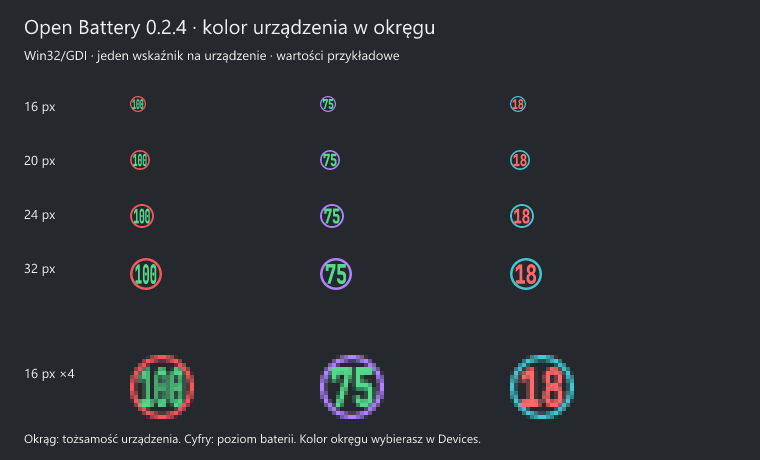 Open Battery 0.2.4 · kolor urządzenia w okręgu
Win32/GDI · jeden wskaźnik na urządzenie · wartości przykładowe
16 px 100 75 18
20 px 100 75 18
24 px 100 75 18
32 px 100 75 18
16 px ×4 100 75 18
Okrąg: tożsamość urządzenia. Cyfry: poziom baterii. Kolor okręgu wybierasz w Devices.